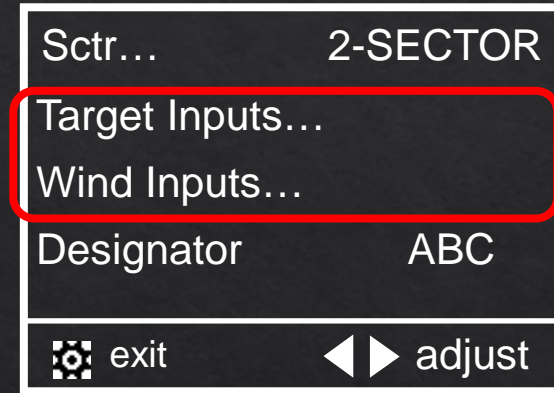 Sctr… 2-SECTOR
Target Inputs…
Wind Inputs…
Designator ABC
exit adjust